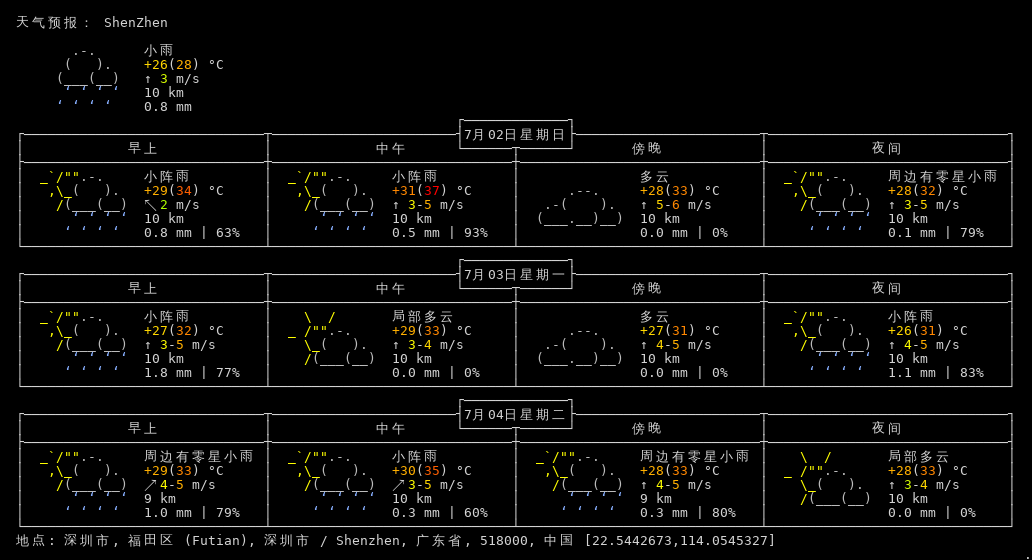 天气预报： ShenZhen
小雨
+26(28) °C
↑ 3 m/s
10 km
0.8 mm
7月02日星期日
早上 中午 傍晚 夜间
小阵雨 小阵雨 多云 周边有零星小雨
+29(34) °C +31(37) °C +28(33) °C +28(32) °C
↖ 2 m/s ↑ 3-5 m/s ↑ 5-6 m/s ↑ 3-5 m/s
10 km 10 km 10 km 10 km
0.8 mm | 63% 0.5 mm | 93% 0.0 mm | 0% 0.1 mm | 79%
7月03日星期一
早上 中午 傍晚 夜间
小阵雨 局部多云 多云 小阵雨
+27(32) °C +29(33) °C +27(31) °C +26(31) °C
↑ 3-5 m/s ↑ 3-4 m/s ↑ 4-5 m/s ↑ 4-5 m/s
10 km 10 km 10 km 10 km
1.8 mm | 77% 0.0 mm | 0% 0.0 mm | 0% 1.1 mm | 83%
7月04日星期二
早上 中午 傍晚 夜间
周边有零星小雨 小阵雨 周边有零星小雨 局部多云
+29(33) °C +30(35) °C +28(33) °C +28(33) °C
↗ 4-5 m/s ↗ 3-5 m/s ↑ 4-5 m/s ↑ 3-4 m/s
9 km 10 km 9 km 10 km
1.0 mm | 79% 0.3 mm | 60% 0.3 mm | 80% 0.0 mm | 0%
地点: 深圳市, 福田区 (Futian), 深圳市 / Shenzhen, 广东省, 518000, 中国 [22.5442673,114.0545327]